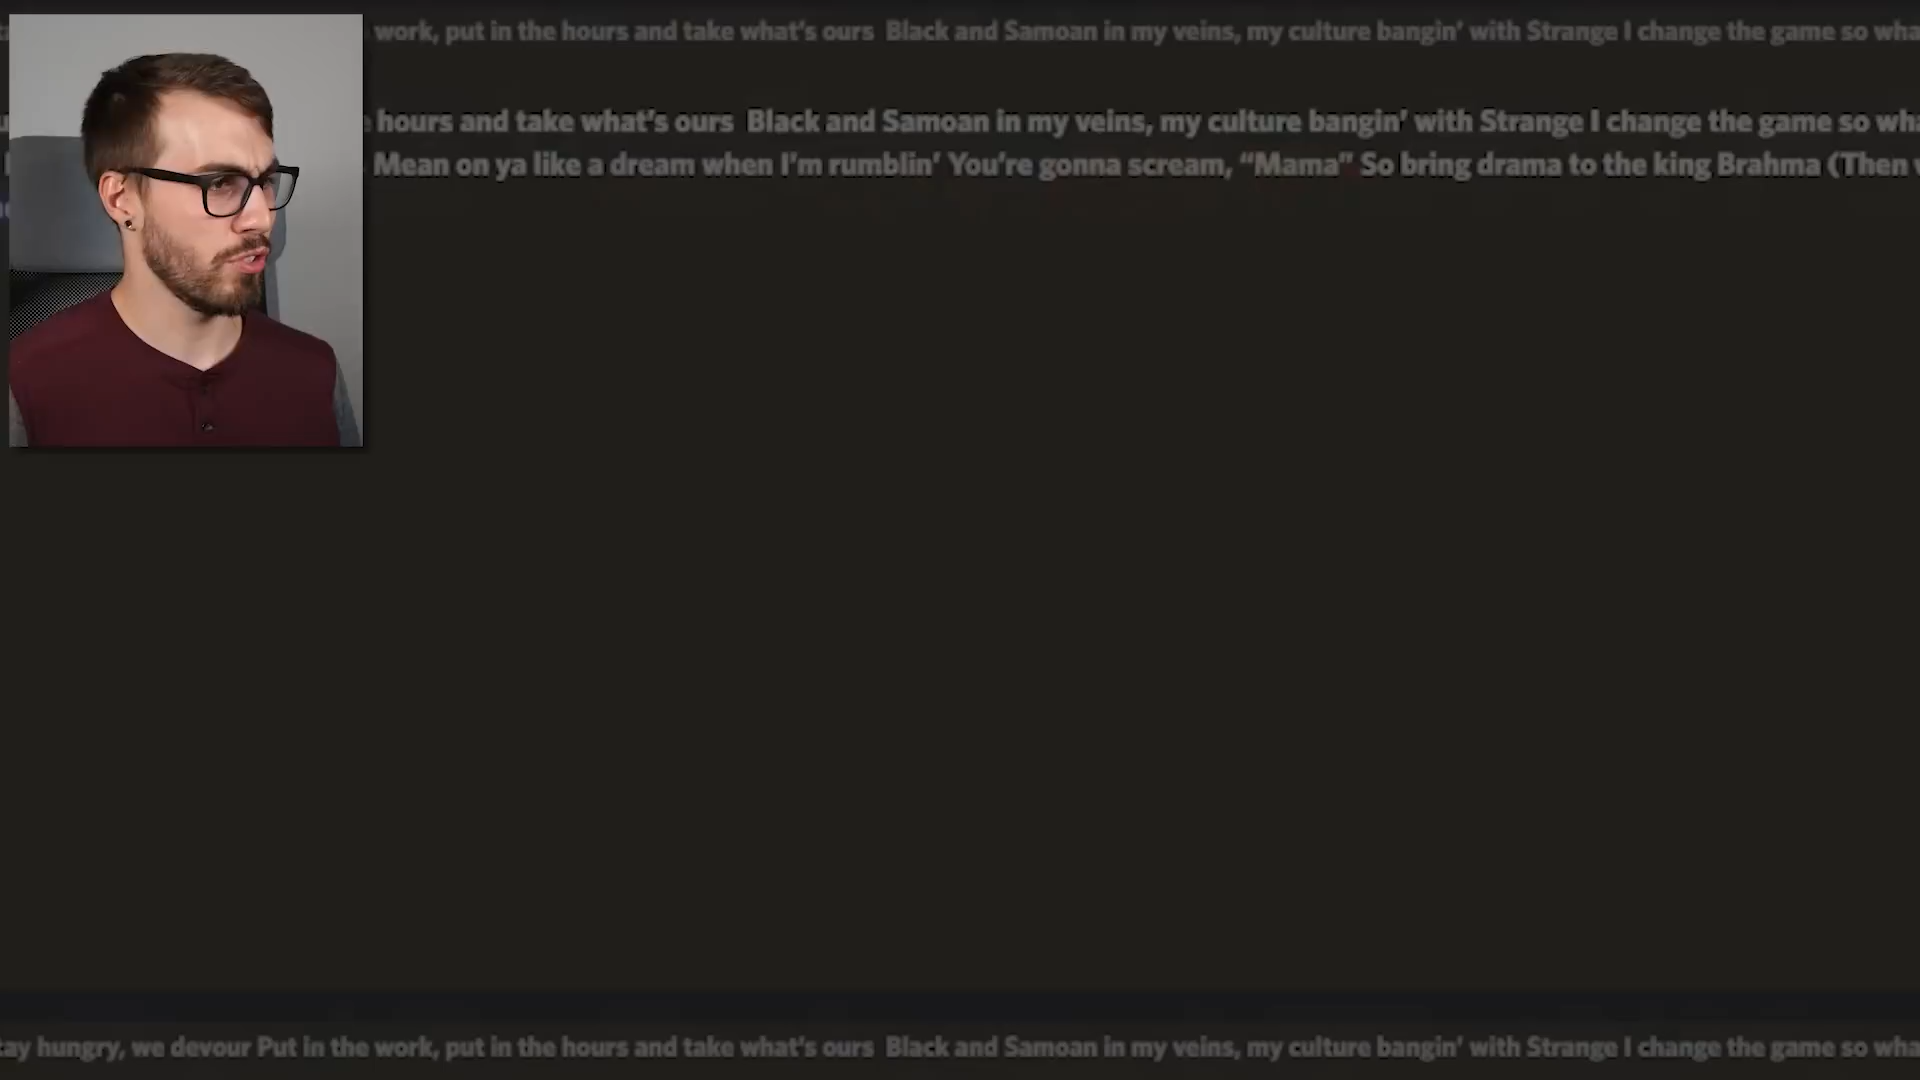 work, put in the hours and take what's ours  Black and Samoan in my veins, my culture bangin' with Strange I change the game so
hours and take what's ours  Black and Samoan in my veins, my culture bangin' with Strange I change the game so
Mean on ya like a dream when I'm rumblin' You're gonna scream, “Mama” So bring drama to the king Brahma (Then
hungry, we devour Put in the work, put in the hours and take what's ours  Black and Samoan in my veins, my culture bangin' with Strange I change the game so